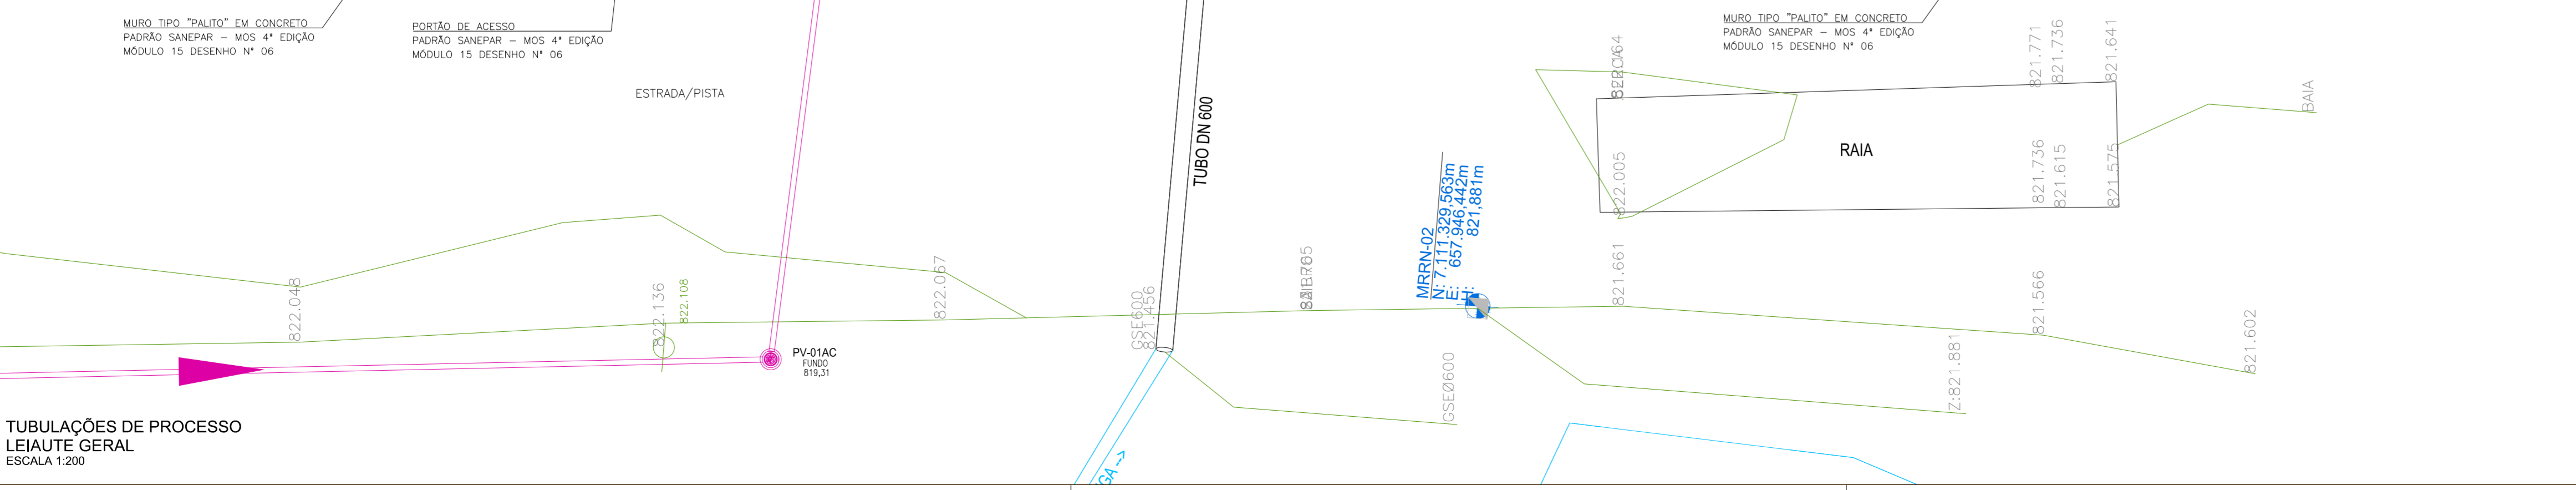 MURO TIPO "PALITO" EM CONCRETO
PADRÃO SANEPAR – MOS 4ª EDIÇÃO
MÓDULO 15 DESENHO Nº 06
PORTÃO DE ACESSO
PADRÃO SANEPAR – MOS 4ª EDIÇÃO
MÓDULO 15 DESENHO Nº 06
MURO TIPO "PALITO" EM CONCRETO
PADRÃO SANEPAR – MOS 4ª EDIÇÃO
MÓDULO 15 DESENHO Nº 06
ESTRADA/PISTA
TUBO DN 600
821.771
821.736
821.641
BAIA
RAIA
822.005
821.736
821.615
821.575
MRRN-02
N: 7.111.329,563m
E: 657.946,442m
H: 821,881m
822.048
822.136
822.108
822.067
GSE600
821.456
821.661
821.566
821.602
PV-01AC
FUNDO
819,31
GSEØ600
Z:821.881
GA -->
TUBULAÇÕES DE PROCESSO
LEIAUTE GERAL
ESCALA 1:200